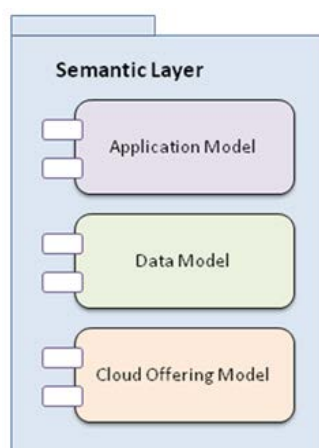 Semantic Layer
Application Model
Data Model
Cloud Offering Model